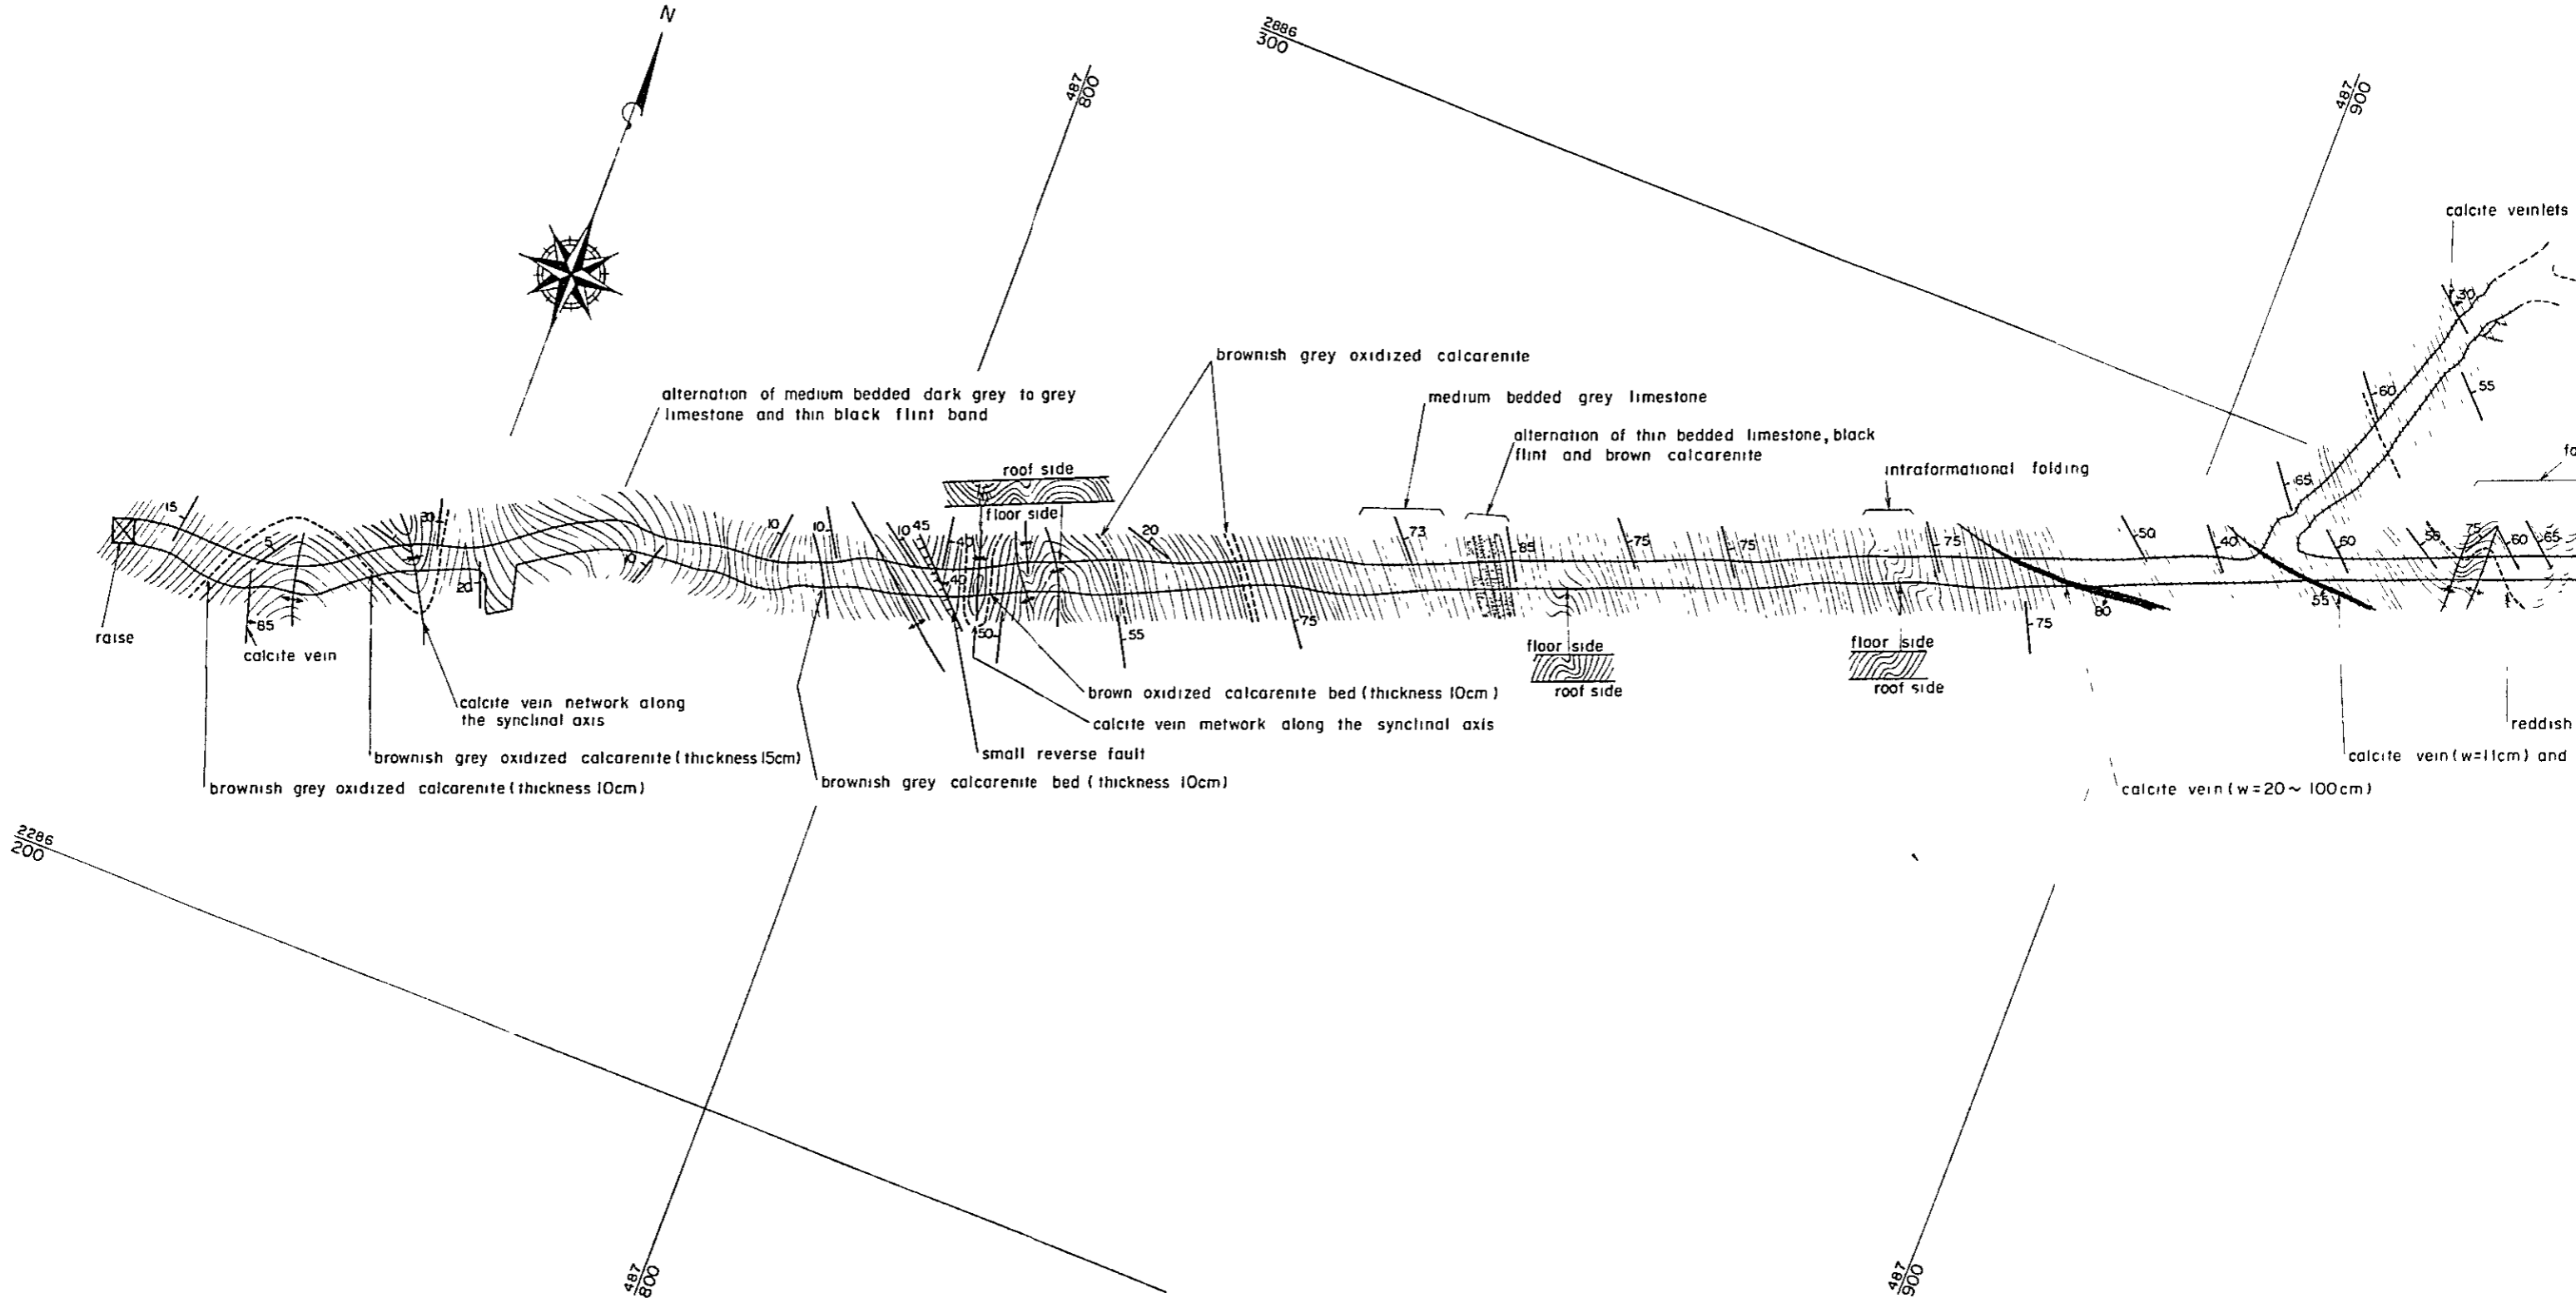 N
2886
300
487
800
487
900
calcite veinlets
30
brownish grey oxidized calcarenite
alternation of medium bedded dark grey to grey
limestone and thin black flint band
medium bedded grey limestone
60
55
alternation of thin bedded limestone, black
flint and brown calcarenite
roof side
floor side
intraformational folding
65
fa
15
5
30
10
10
10
45
40
20
73
85
75
75
75
50
40
60
55
75
60
65
85
20
10
40
50
55
75
75
80
55
raise
calcite vein
floor side
roof side
floor side
roof side
calcite vein network along
the synclinal axis
brown oxidized calcarenite bed (thickness 10cm)
calcite vein metwork along the synclinal axis
reddish
small reverse fault
brownish grey oxidized calcarenite (thickness 15cm)
calcite vein (w=11cm) and
brownish grey calcarenite bed (thickness 10cm)
brownish grey oxidized calcarenite (thickness 10cm)
calcite vein (w=20~100cm)
2286
200
487
800
487
900